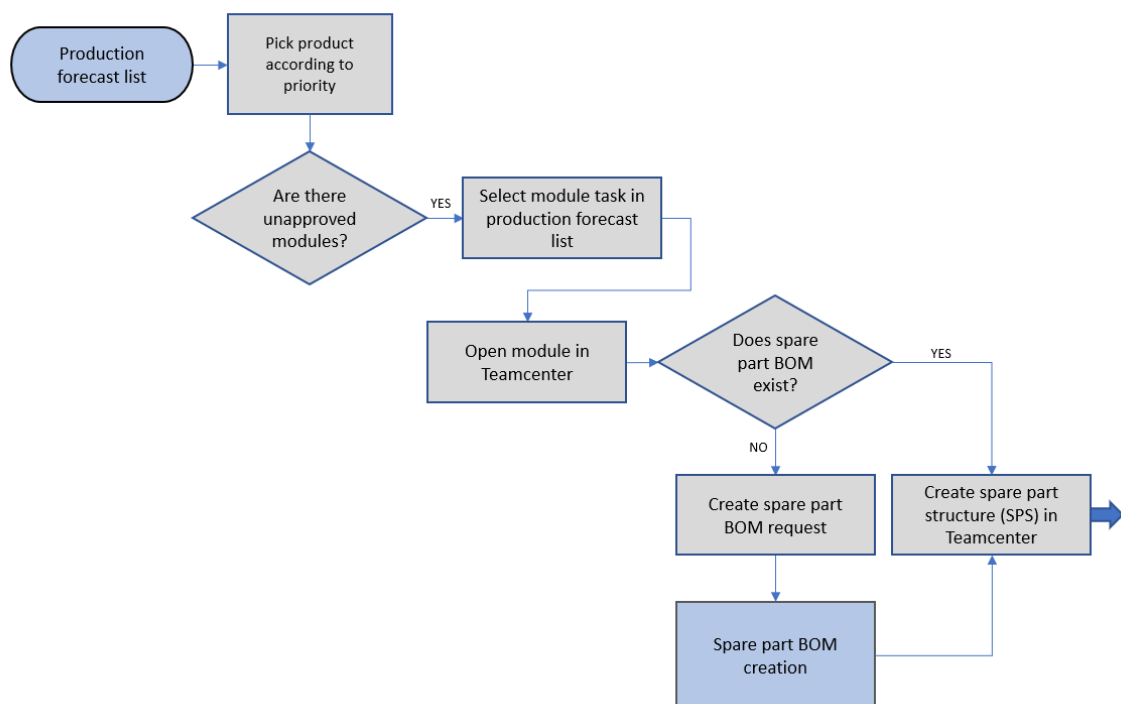 Production
forecast list
Pick product
according to
priority
Are there
unapproved
modules?
YES
Select module task in
production forecast
list
Open module in
Teamcenter
Does spare
part BOM
exist?
YES
NO
Create spare part
BOM request
Create spare part
structure (SPS) in
Teamcenter
Spare part BOM
creation